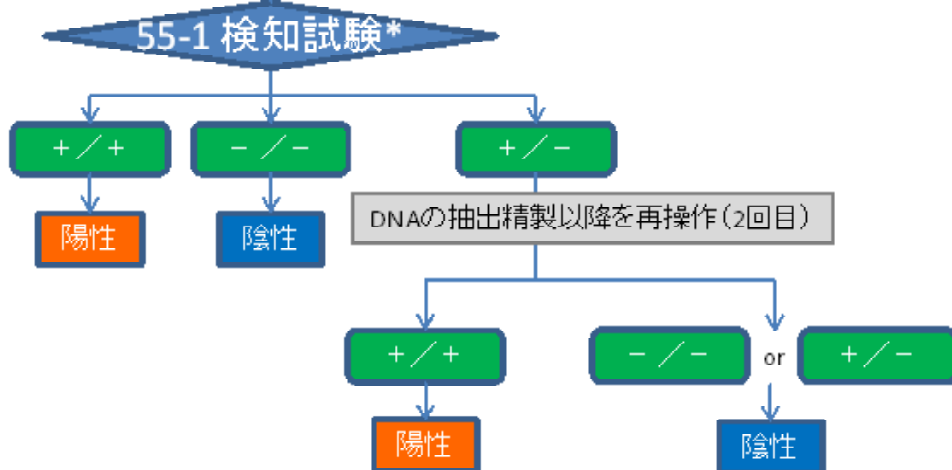 55-1 検知試験*
+/+
-/-
+/-
陽性
陰性
DNAの抽出精製以降を再操作(2回目)
+/+
-/-
or
+/-
陽性
陰性